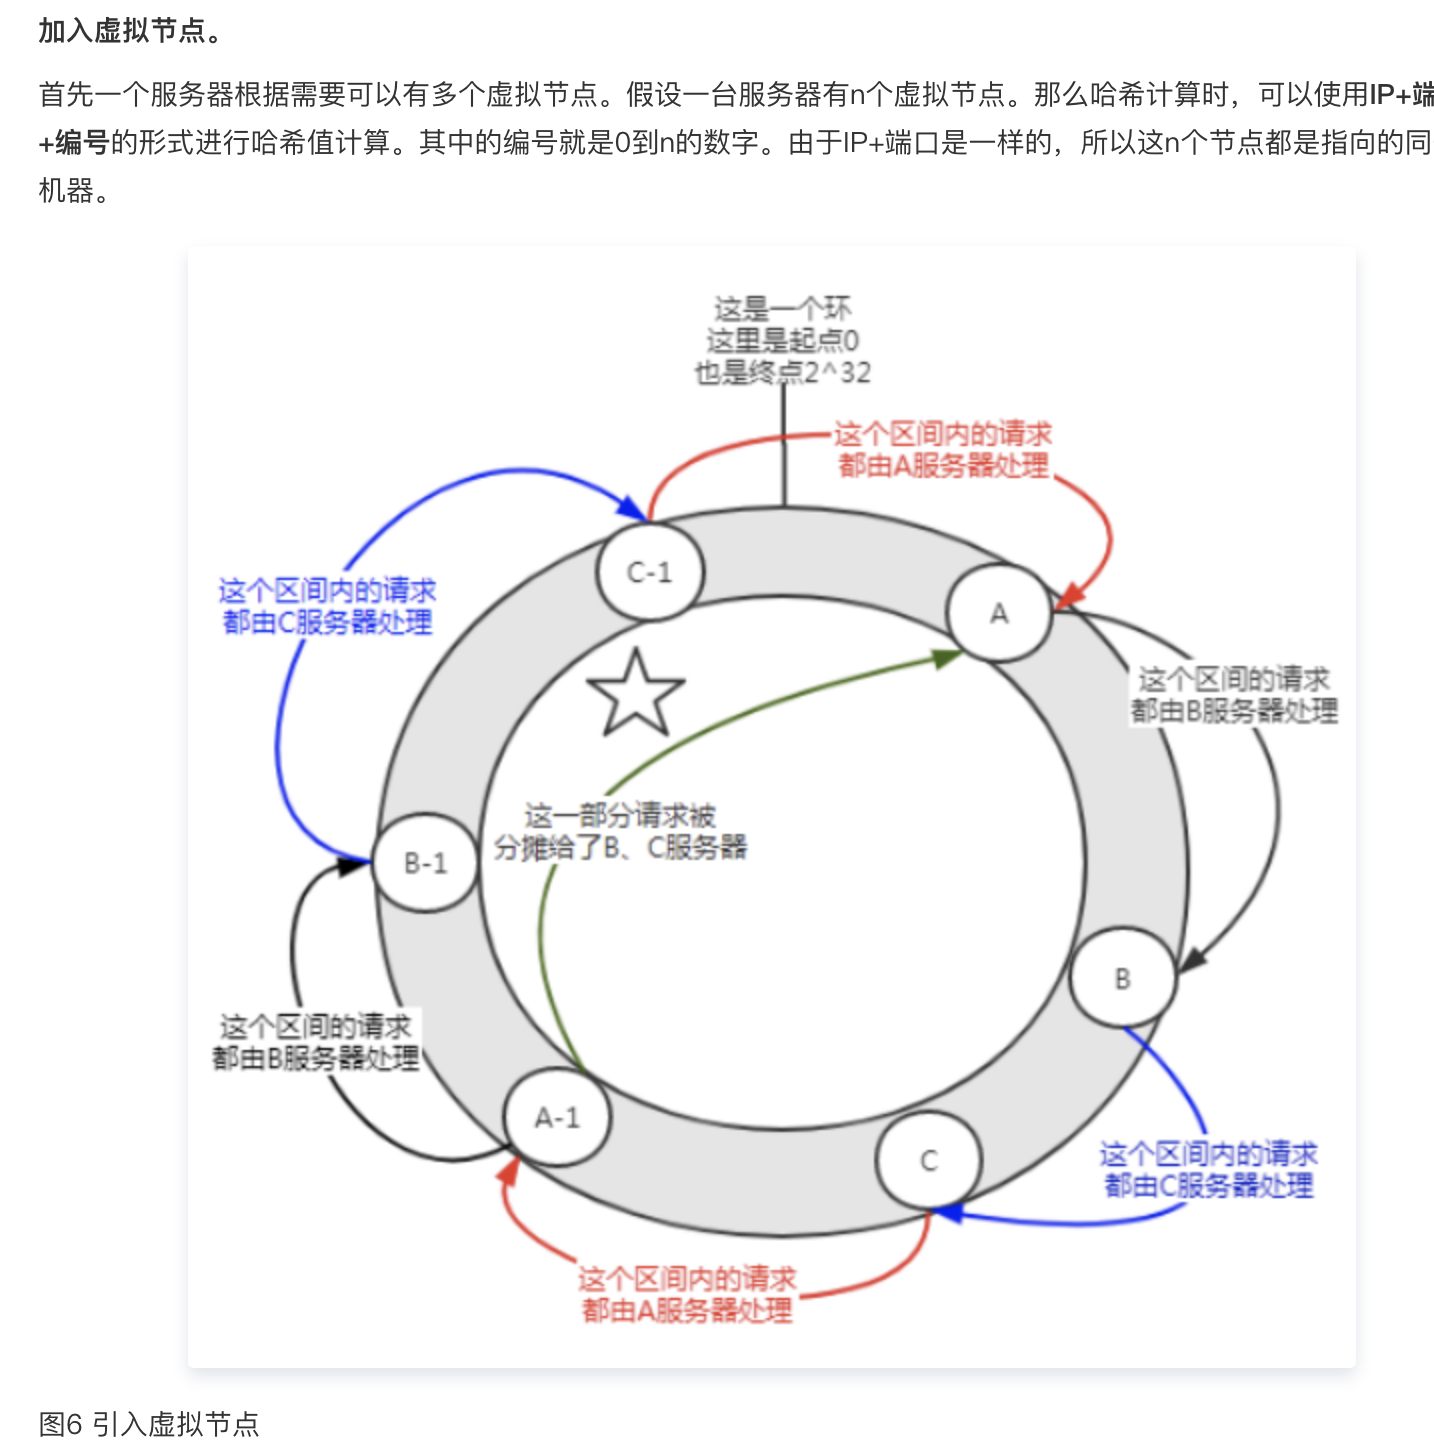 加入虚拟节点。
首先一个服务器根据需要可以有多个虚拟节点。假设一台服务器有n个虚拟节点。那么哈希计算时，可以使用IP+端
+编号的形式进行哈希值计算。其中的编号就是0到n的数字。由于IP+端口是一样的，所以这n个节点都是指向的同
机器。
这是一个环
这里是起点0
也是终点2^32
这个区间内的请求
都由A服务器处理
C-1
A
这个区间内的请求
都由C服务器处理
这个区间的请求
都由B服务器处理
这一部分请求被
分摊给了B、C服务器
B-1
B
这个区间的请求
都由B服务器处理
A-1
C
这个区间内的请求
都由C服务器处理
这个区间内的请求
都由A服务器处理
图6 引入虚拟节点